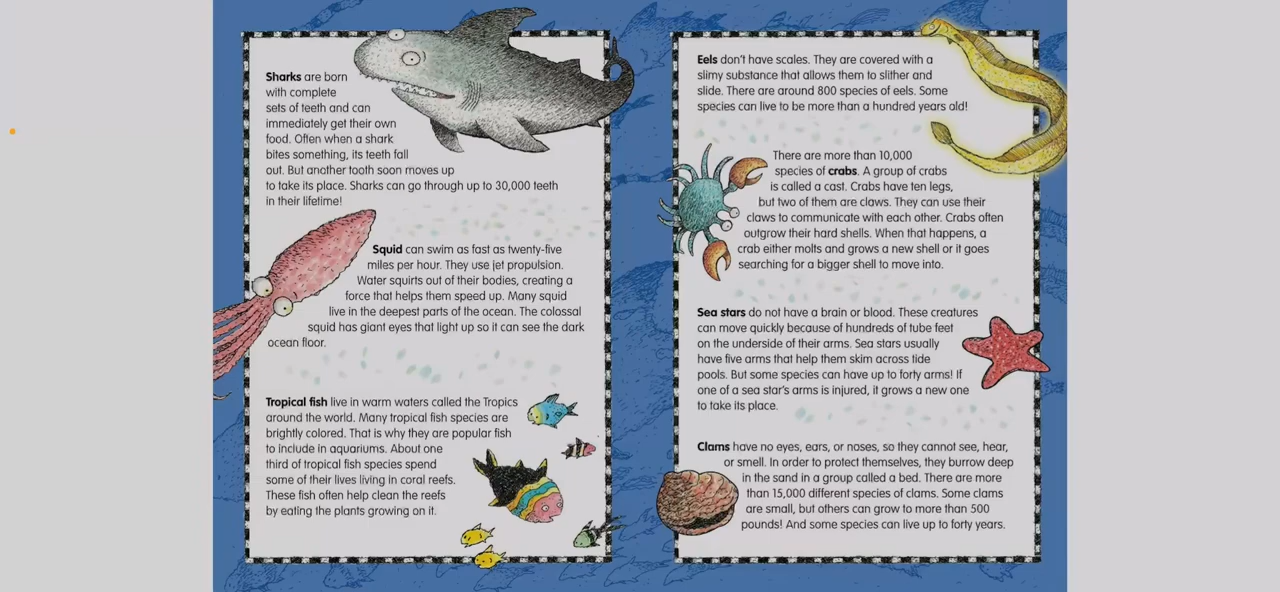 Sharks are born
with complete
sets of teeth and can
immediately get their own
food. Often when a shark
bites something, its teeth fall
out. But another tooth soon moves up
to take its place. Sharks can go through up to 30,000 teeth
in their lifetime!
Squid can swim as fast as twenty-five
miles per hour. They use jet propulsion.
Water squirts out of their bodies, creating a
force that helps them speed up. Many squid
live in the deepest parts of the ocean. The colossal
squid has giant eyes that light up so it can see the dark
ocean floor.
Tropical fish live in warm waters called the Tropics
around the world. Many tropical fish species are
brightly colored. That is why they are popular fish
to include in aquariums. About one
third of tropical fish species spend
some of their lives living in coral reefs.
These fish often help clean the reefs
by eating the plants growing on it.
Eels don't have scales. They are covered with a
slimy substance that allows them to slither and
slide. There are around 800 species of eels. Some
species can live to be more than a hundred years old!
There are more than 10,000
species of crabs. A group of crabs
is called a cast. Crabs have ten legs,
but two of them are claws. They can use their
claws to communicate with each other. Crabs often
outgrow their hard shells. When that happens, a
crab either molts and grows a new shell or it goes
searching for a bigger shell to move into.
Sea stars do not have a brain or blood. These creatures
can move quickly because of hundreds of tube feet
on the underside of their arms. Sea stars usually
have five arms that help them skim across tide
pools. But some species can have up to forty arms! If
one of a sea star's arms is injured, it grows a new one
to take its place.
Clams have no eyes, ears, or noses, so they cannot see, hear,
or smell. In order to protect themselves, they burrow deep
in the sand in a group called a bed. There are more
than 15,000 different species of clams. Some clams
are small, but others can grow to more than 500
pounds! And some species can live up to forty years.